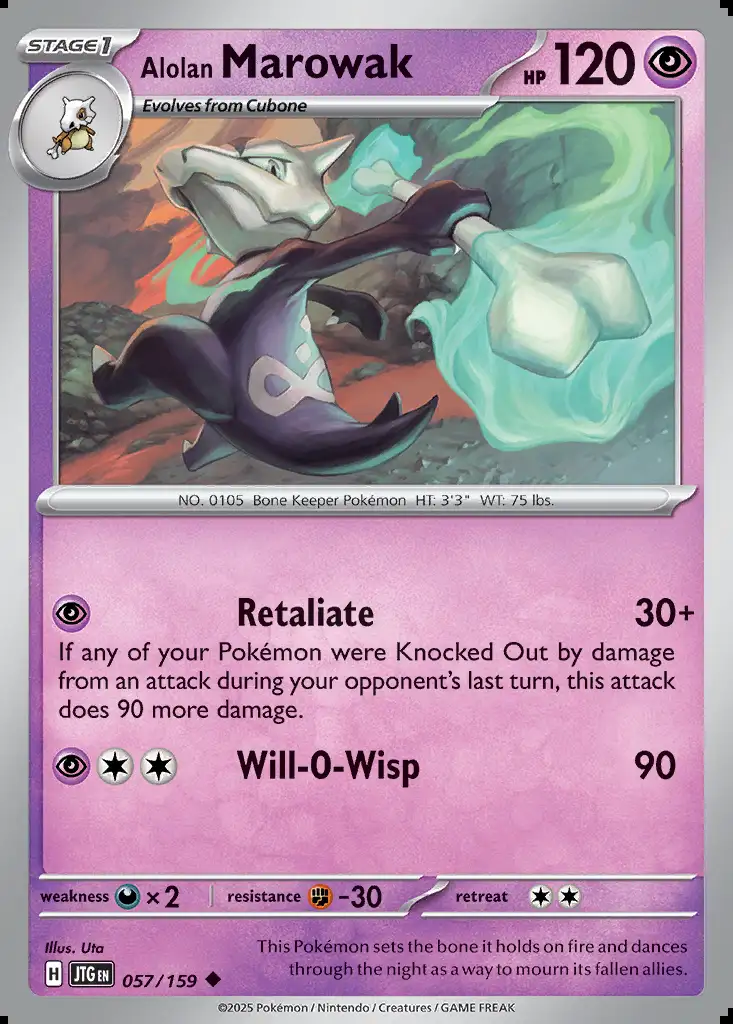 STAGE1
Alolan Marowak HP 120
Evolves from Cubone
NO. 0105 Bone Keeper Pokémon HT: 3'3" WT: 75 lbs.
Retaliate 30+
If any of your Pokémon were Knocked Out by damage
from an attack during your opponent's last turn, this attack
does 90 more damage.
Will-O-Wisp 90
weakness ×2 resistance -30 retreat
Illus. Uta
This Pokémon sets the bone it holds on fire and dances
through the night as a way to mourn its fallen allies.
H JTG EN 057/159
©2025 Pokémon / Nintendo / Creatures / GAME FREAK